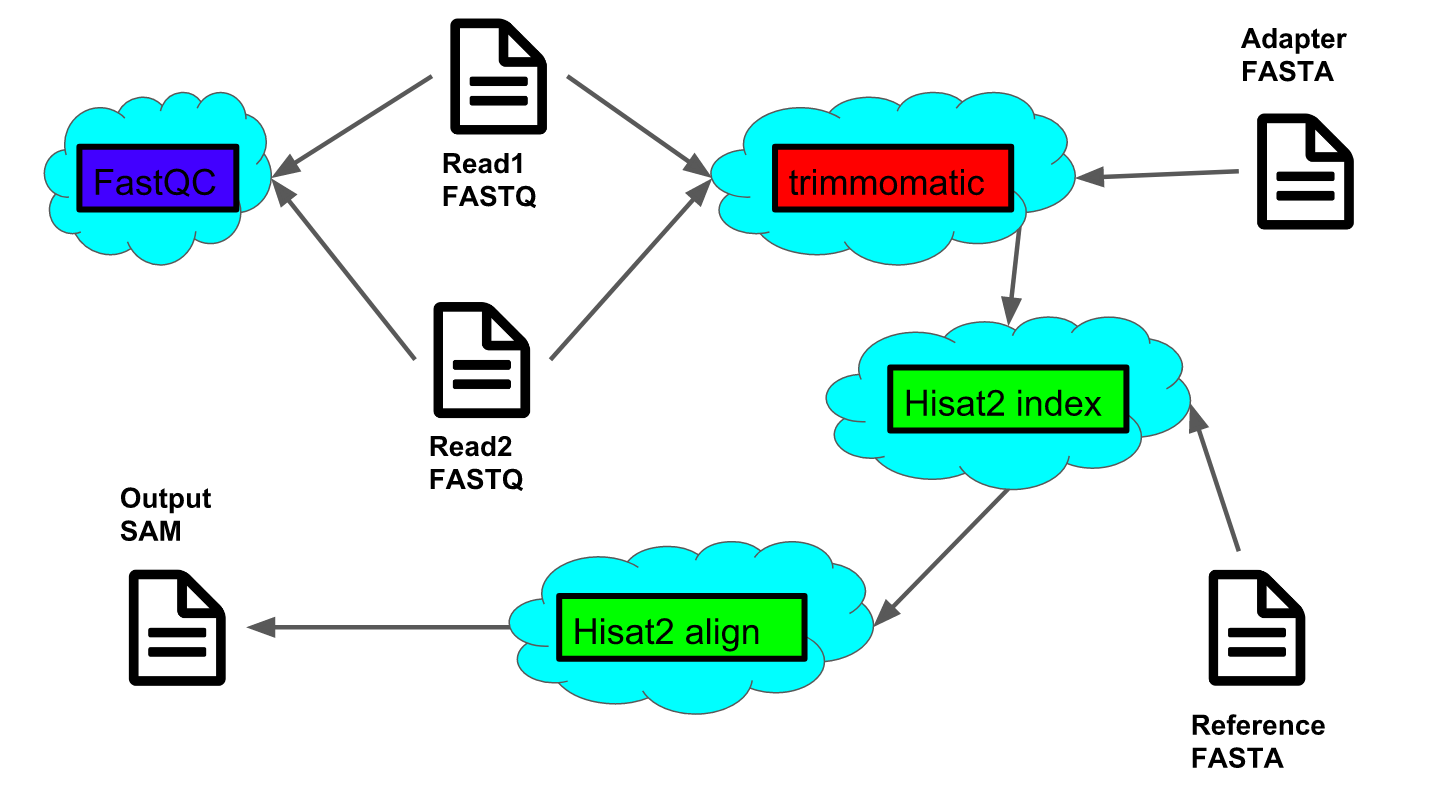 Adapter
FASTA
Read1
FASTQ
FastQC
trimmomatic
Hisat2 index
Read2
FASTQ
Output
SAM
Hisat2 align
Reference
FASTA